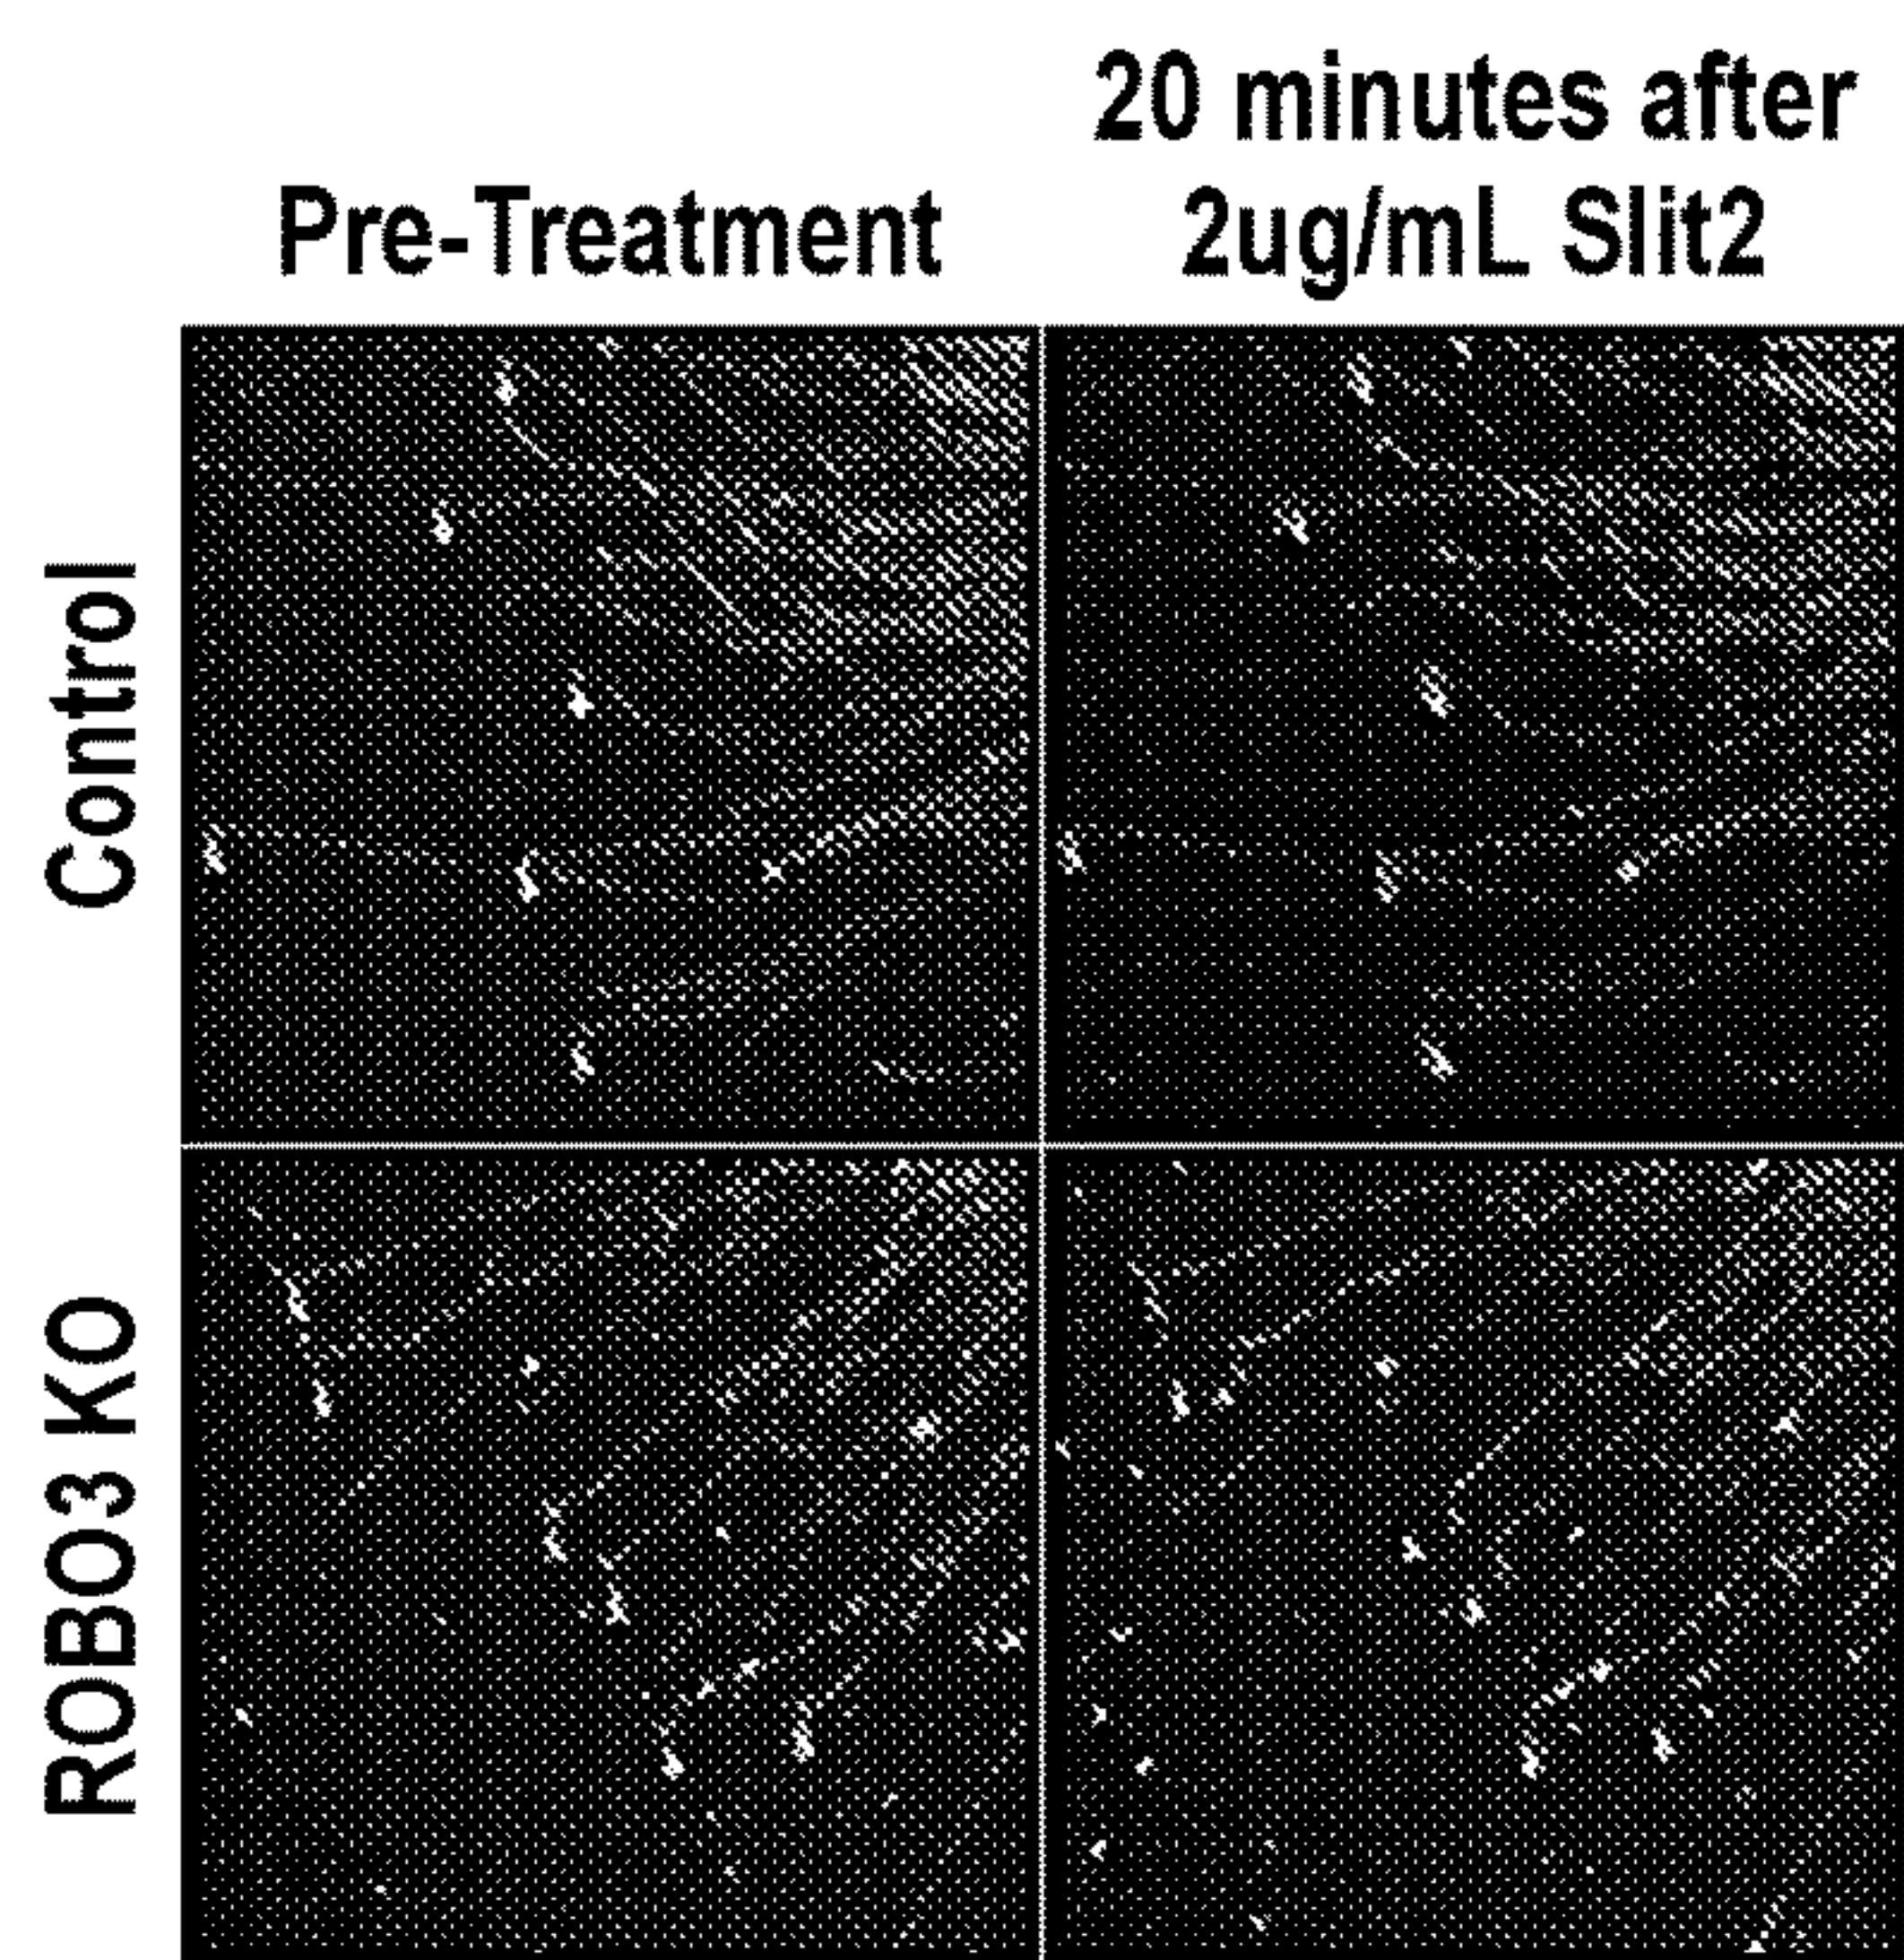 20 minutes after
Pre-Treatment
2ug/mL Slit2
Control
ROBO3 KO